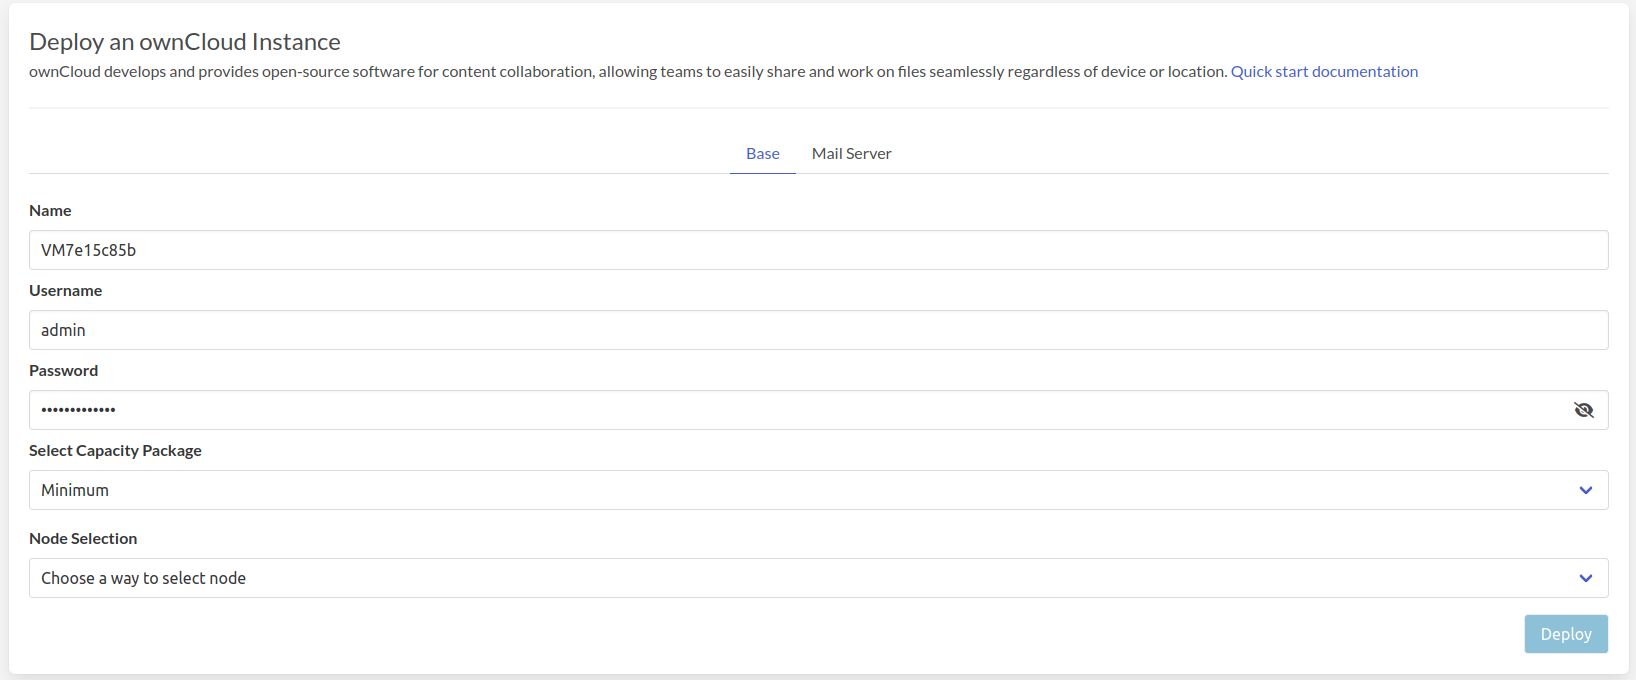 Deploy an ownCloud Instance
ownCloud develops and provides open-source software for content collaboration, allowing teams to easily share and work on files seamlessly regardless of device or location. Quick start documentation
Base Mail Server
Name
VM7e15c85b
Username
admin
Password
•••••••••••••
Select Capacity Package
Minimum
Node Selection
Choose a way to select node
Deploy